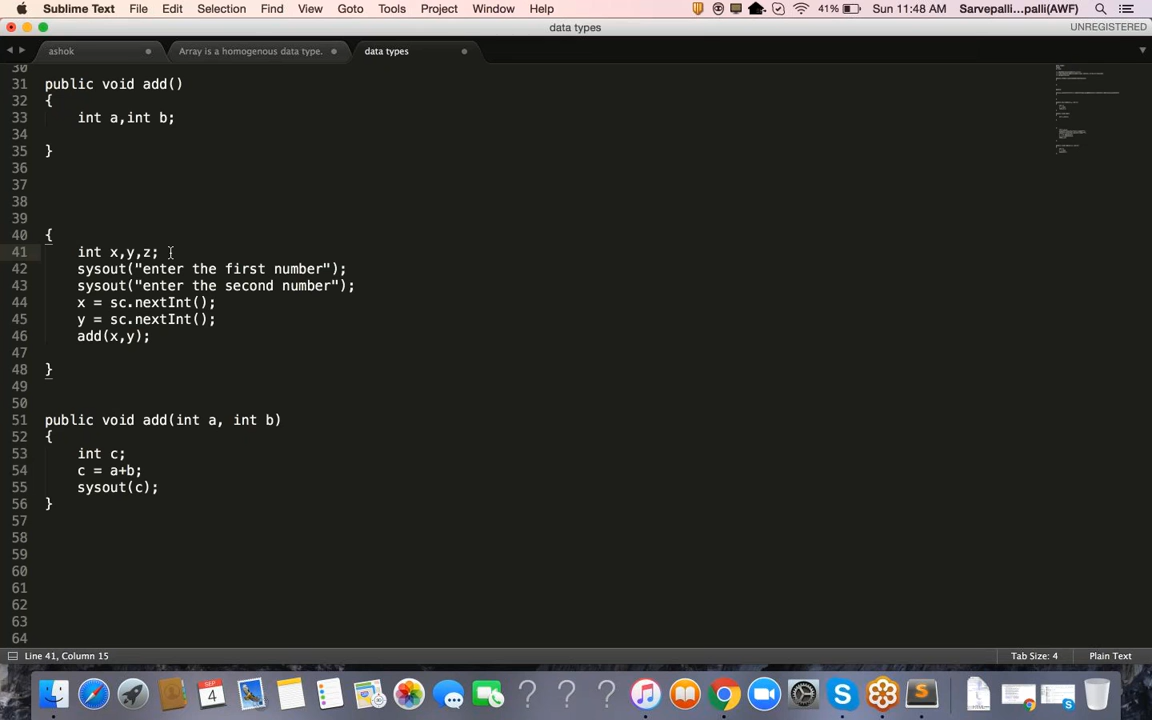 Sublime Text File Edit Selection Find View Goto Tools Project Window Help 41% Sun 11:48 AM Sarvepalli...palli(AWF)
data types UNREGISTERED
ashok Array is a homogenous data type. data types
30
31 public void add()
32 {
33 int a,int b;
34
35 }
36
37
38
39
40 {
41 int x,y,z;
42 sysout("enter the first number");
43 sysout("enter the second number");
44 x = sc.nextInt();
45 y = sc.nextInt();
46 add(x,y);
47
48 }
49
50
51 public void add(int a, int b)
52 {
53 int c;
54 c = a+b;
55 sysout(c);
56 }
57
58
59
60
61
62
63
64
Line 41, Column 15 Tab Size: 4 Plain Text
SEP
4
? ? ? S S